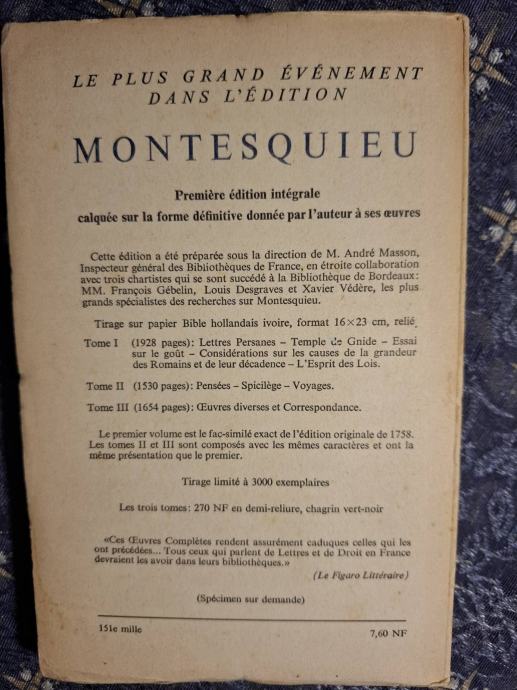 LE PLUS GRAND ÉVÉNEMENT
DANS L'ÉDITION
MONTESQUIEU
Première édition intégrale
calquée sur la forme définitive donnée par l'auteur à ses œuvres
Cette édition a été préparée sous la direction de M. André Masson,
Inspecteur général des Bibliothèques de France, en étroite collaboration
avec trois chartistes qui se sont succédé à la Bibliothèque de Bordeaux:
MM. François Gébelin, Louis Desgraves et Xavier Védère, les plus
grands spécialistes des recherches sur Montesquieu.
Tirage sur papier Bible hollandais ivoire, format 16×23 cm, relié.
Tome I (1928 pages): Lettres Persanes – Temple de Gnide – Essai
sur le goût – Considérations sur les causes de la grandeur
des Romains et de leur décadence – L'Esprit des Lois.
Tome II (1530 pages): Pensées – Spicilège – Voyages.
Tome III (1654 pages): Œuvres diverses et Correspondance.
Le premier volume est le fac-similé exact de l'édition originale de 1758.
Les tomes II et III sont composés avec les mêmes caractères et ont la
même présentation que le premier.
Tirage limité à 3000 exemplaires
Les trois tomes: 270 NF en demi-reliure, chagrin vert-noir
«Ces Œuvres Complètes rendent assurément caduques celles qui les
ont précédées... Tous ceux qui parlent de Lettres et de Droit en France
devraient les avoir dans leurs bibliothèques.»
(Le Figaro Littéraire)
(Spécimen sur demande)
151e mille 7,60 NF